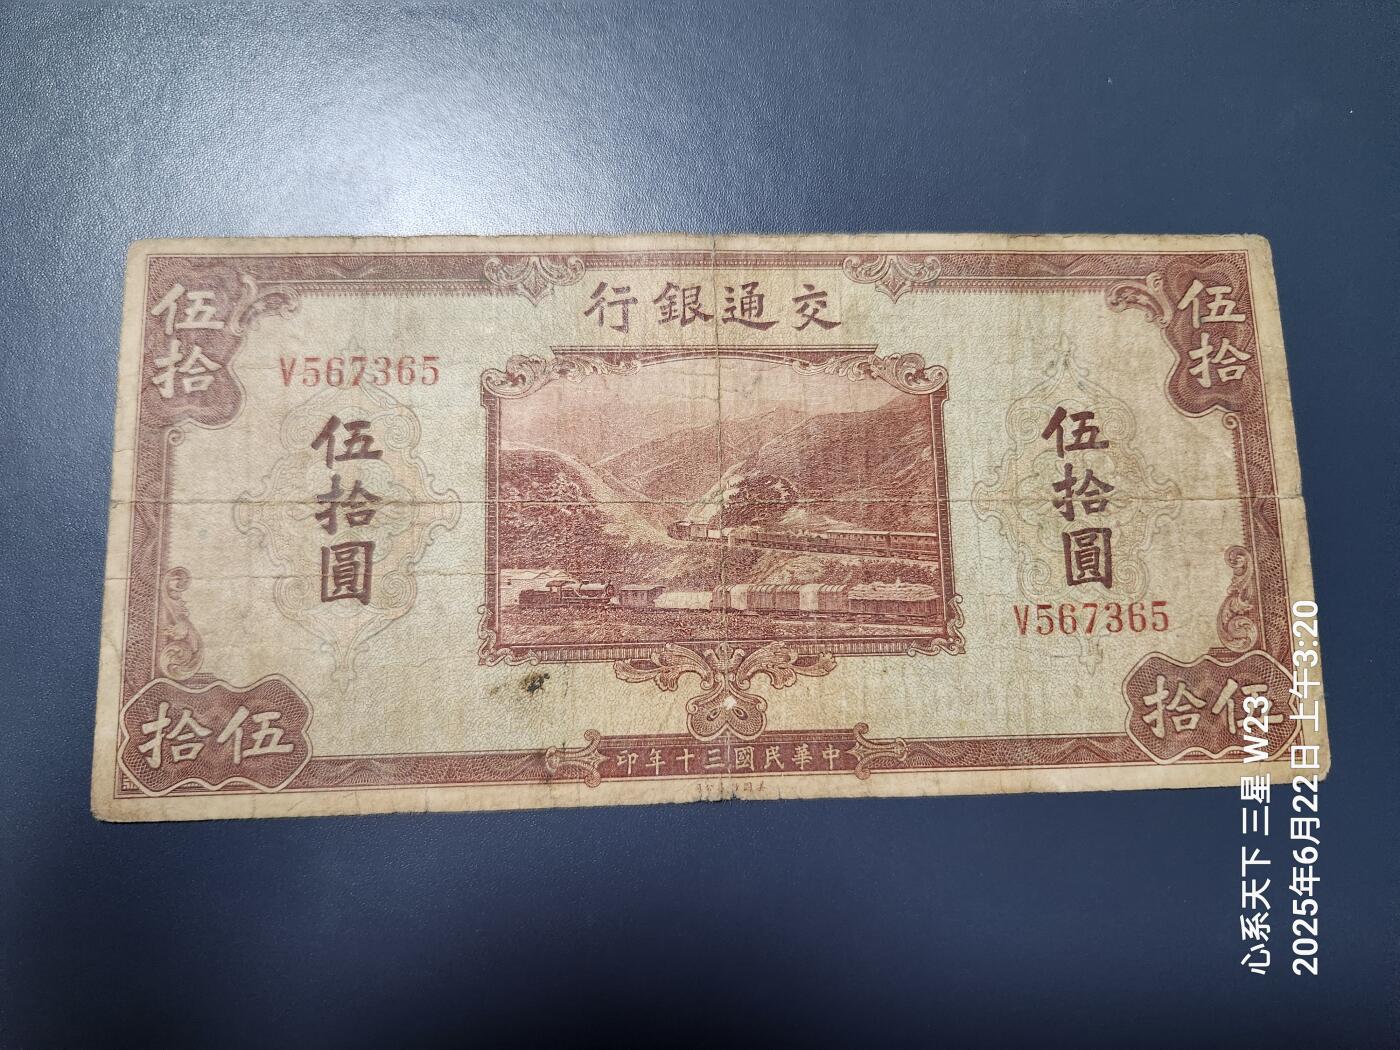 交通銀行
伍拾
伍拾
V567365
伍拾圓
伍拾圓
V567365
伍拾
伍拾
中華民國三十年印
心系天下 三星 W23
2025年6月22日 上午3:20